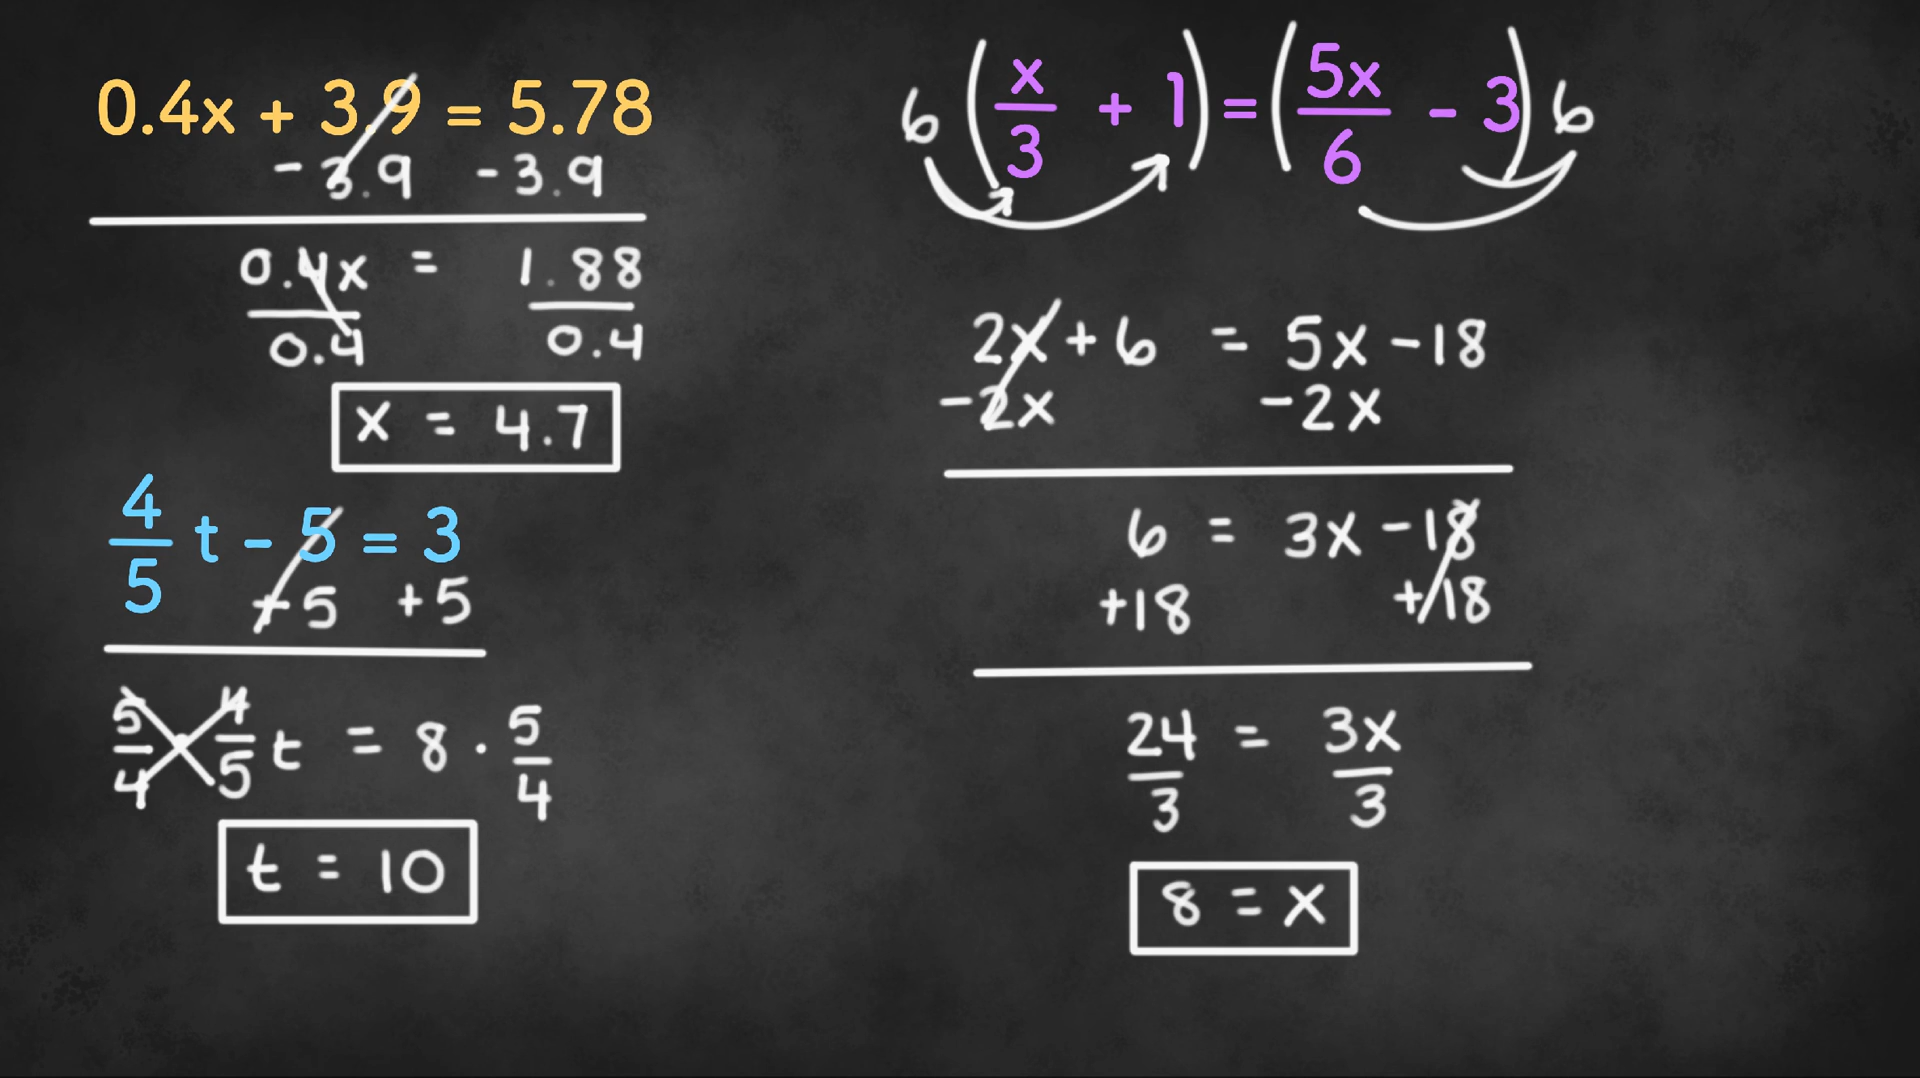 0.4x + 3.9 = 5.78
- 3.9 - 3.9
0.4x = 1.88
0.4 0.4
x = 4.7
4/5 t - 5 = 3
+ 5 + 5
5/4 4/5 t = 8 · 5/4
t = 10
6 (x/3 + 1) = (5x/6 - 3) 6
2x + 6 = 5x - 18
- 2x - 2x
6 = 3x - 18
+18 +18
24 = 3x
3 3
8 = x